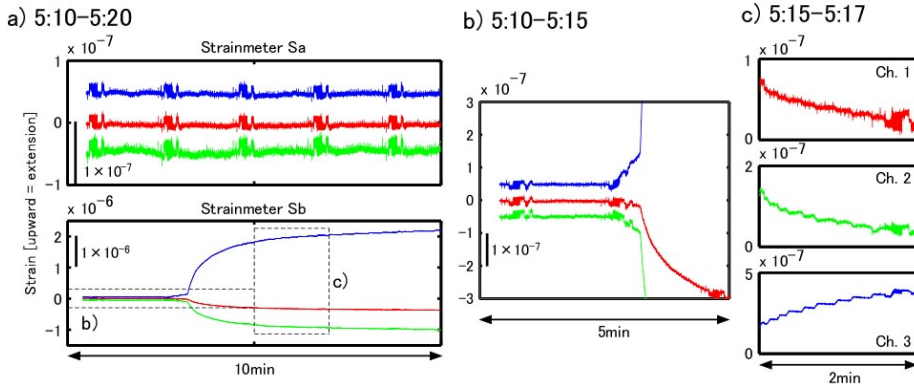 a) 5:10-5:20
x 10⁻⁷
Strainmeter Sa
1
0
-1
1×10⁻⁷
Strain [upward = extension]
x 10⁻⁶
Strainmeter Sb
2
1
0
-1
1×10⁻⁶
b)
c)
10min
b) 5:10-5:15
x 10⁻⁷
3
2
1
0
-1
-2
-3
1×10⁻⁷
5min
c) 5:15-5:17
x 10⁻⁷
1
0
Ch. 1
x 10⁻⁷
2
0
Ch. 2
x 10⁻⁷
5
0
Ch. 3
2min